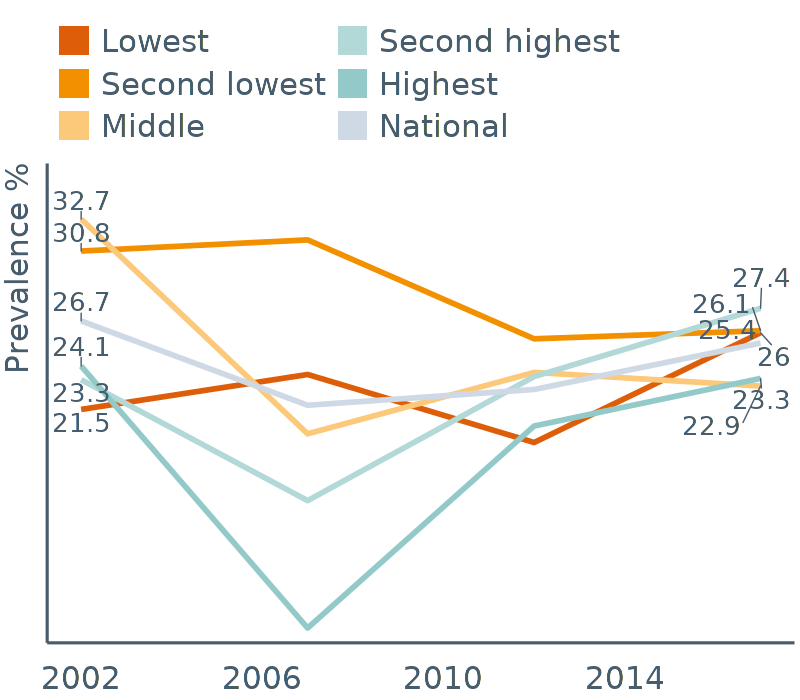 Lowest
Second lowest
Middle
Second highest
Highest
National
Prevalence %
32.7
30.8
26.7
24.1
23.3
21.5
27.4
26.1
25.4
26
23.3
22.9
2002 2006 2010 2014